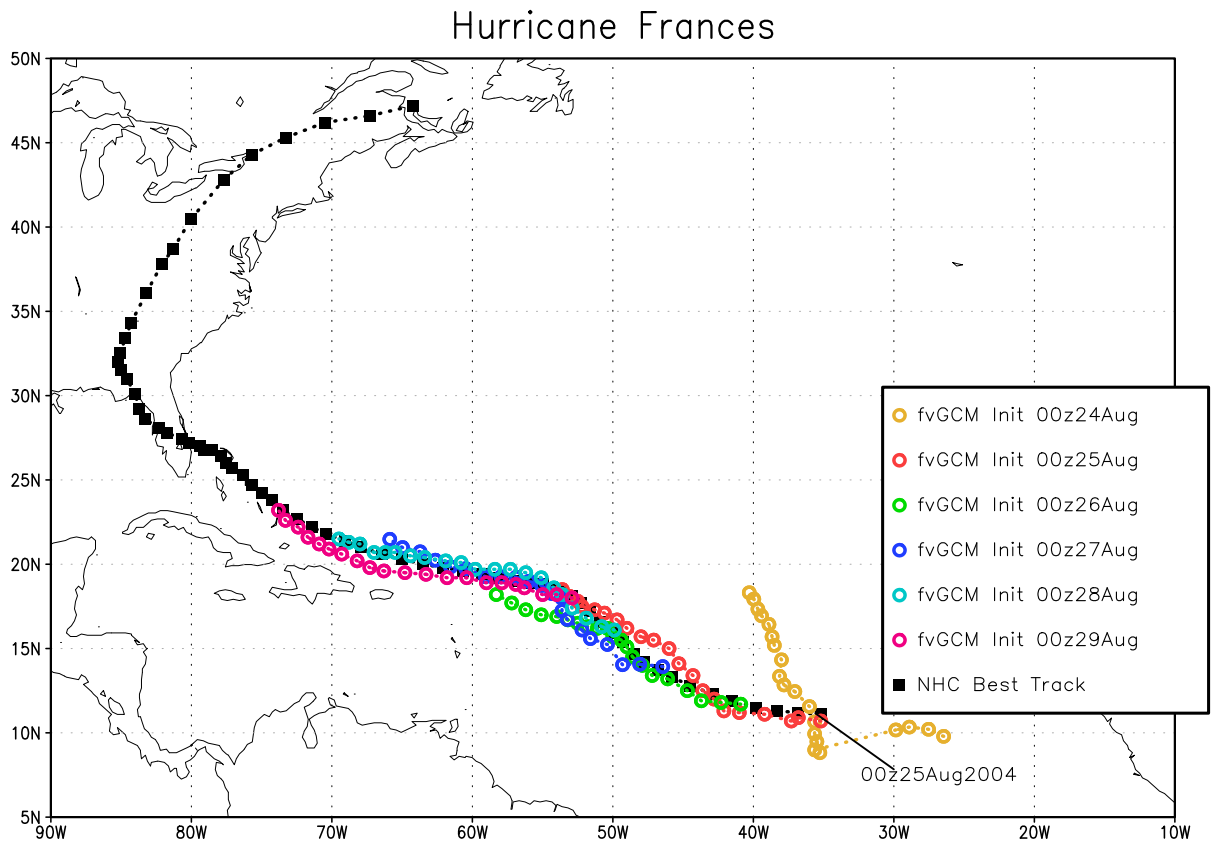 Hurricane Frances
50N
45N
40N
35N
30N
25N
20N
15N
10N
5N
fvGCM Init 00z24Aug
fvGCM Init 00z25Aug
fvGCM Init 00z26Aug
fvGCM Init 00z27Aug
fvGCM Init 00z28Aug
fvGCM Init 00z29Aug
NHC Best Track
00z25Aug2004
90W 80W 70W 60W 50W 40W 30W 20W 10W